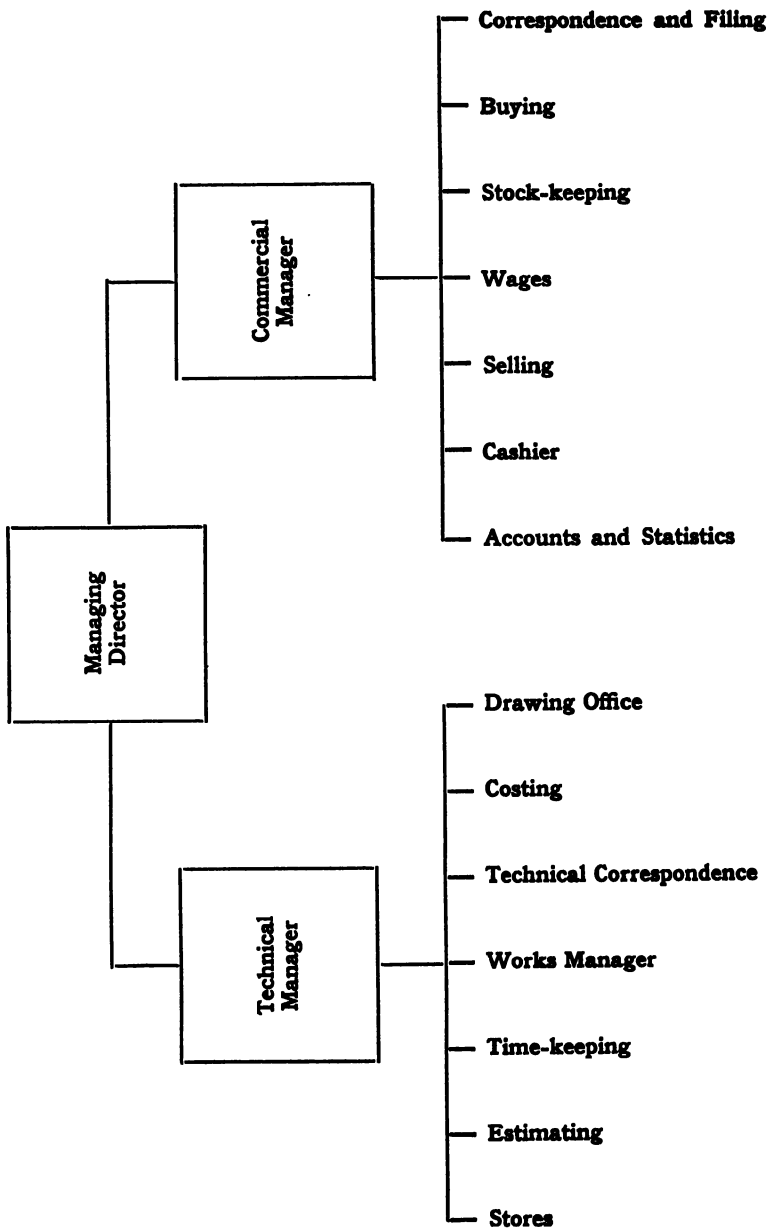 Managing
Director
Commercial
Manager
Correspondence and Filing
Buying
Stock-keeping
Wages
Selling
Cashier
Accounts and Statistics
Technical
Manager
Drawing Office
Costing
Technical Correspondence
Works Manager
Time-keeping
Estimating
Stores